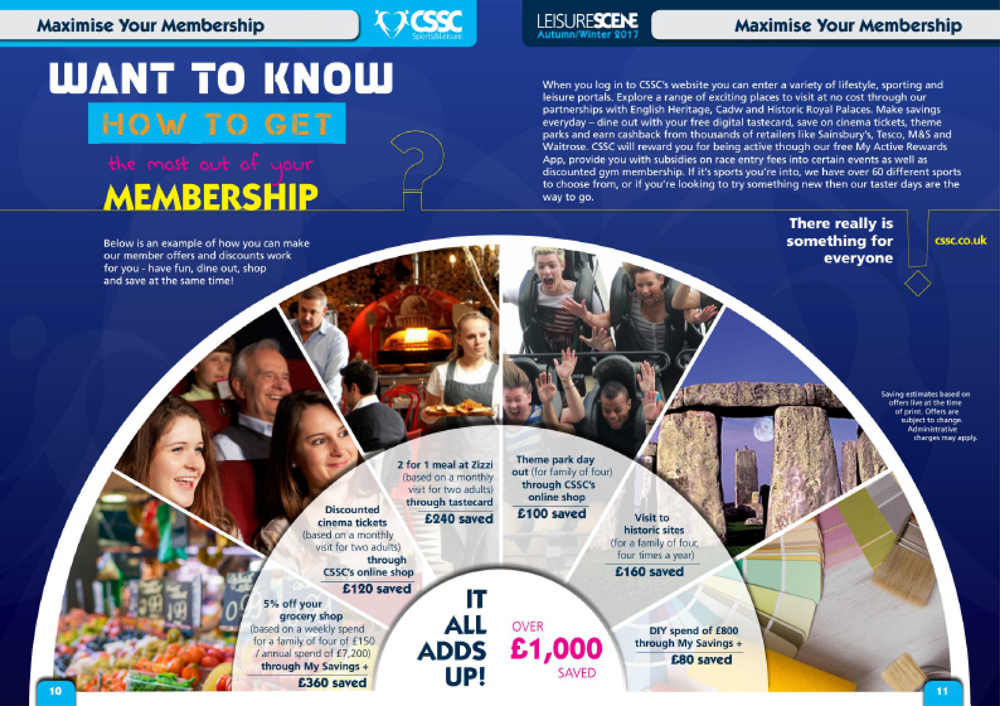 Maximise Your Membership
CSSC
Sports&Leisure
LEISURESCENE
Autumn/Winter 2017
Maximise Your Membership
WANT TO KNOW
HOW TO GET
the most out of your
MEMBERSHIP
?
Below is an example of how you can make
our member offers and discounts work
for you - have fun, dine out, shop
and save at the same time!
When you log in to CSSC's website you can enter a variety of lifestyle, sporting and
leisure portals. Explore a range of exciting places to visit at no cost through our
partnerships with English Heritage, Cadw and Historic Royal Palaces. Make savings
everyday – dine out with your free digital tastecard, save on cinema tickets, theme
parks and earn cashback from thousands of retailers like Sainsbury's, Tesco, M&S and
Waitrose. CSSC will reward you for being active though our free My Active Rewards
App, provide you with subsidies on race entry fees into certain events as well as
discounted gym membership. If it's sports you're into, we have over 60 different sports
to choose from, or if you're looking to try something new then our taster days are the
way to go.
There really is
something for
everyone
!
cssc.co.uk
Saving estimates based on
offers live at the time
of print. Offers are
subject to change.
Administrative
charges may apply.
5% off your
grocery shop
(based on a weekly spend
for a family of four of £150
/ annual spend of £7,200)
through My Savings +
£360 saved
Discounted
cinema tickets
(based on a monthly
visit for two adults)
through
CSSC's online shop
£120 saved
2 for 1 meal at Zizzi
(based on a monthly
visit for two adults)
through tastecard
£240 saved
Theme park day
out (for family of four)
through CSSC's
online shop
£100 saved
Visit to
historic sites
(for a family of four,
four times a year)
£160 saved
DIY spend of £800
through My Savings +
£80 saved
IT
ALL
ADDS
UP!
OVER
£1,000
SAVED
10
11